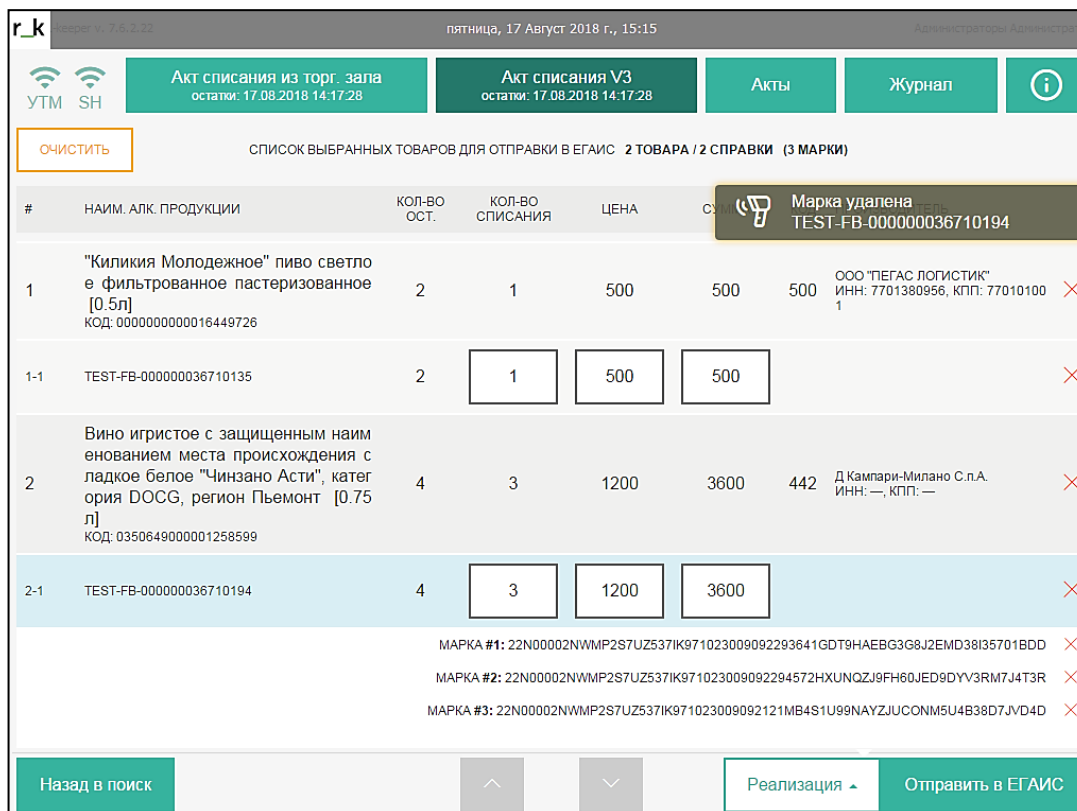 r_k
rkeeper v. 7.6.2.22
пятница, 17 Август 2018 г., 15:15
Администраторы Администрат
УТМ SH
Акт списания из торг. зала
остатки: 17.08.2018 14:17:28
Акт списания V3
остатки: 17.08.2018 14:17:28
Акты
Журнал
ОЧИСТИТЬ
СПИСОК ВЫБРАННЫХ ТОВАРОВ ДЛЯ ОТПРАВКИ В ЕГАИС 2 ТОВАРА / 2 СПРАВКИ (3 МАРКИ)
# НАИМ. АЛК. ПРОДУКЦИИ КОЛ-ВО ОСТ. КОЛ-ВО СПИСАНИЯ ЦЕНА
Марка удалена
TEST-FB-000000036710194
1
"Киликия Молодежное" пиво светло
е фильтрованное пастеризованное
[0.5л]
КОД: 0000000000016449726
2 1 500 500 500
ООО "ПЕГАС ЛОГИСТИК"
ИНН: 7701380956, КПП: 77010100
1
1-1 TEST-FB-000000036710135 2 1 500 500
2
Вино игристое с защищенным наим
енованием места происхождения с
ладкое белое "Чинзано Асти", катег
ория DOCG, регион Пьемонт [0.75
л]
КОД: 0350649000001258599
4 3 1200 3600 442
Д Кампари-Милано С.п.А.
ИНН: —, КПП: —
2-1 TEST-FB-000000036710194 4 3 1200 3600
МАРКА #1: 22N00002NWMP2S7UZ537IK971023009092293641GDT9HAEBG3G8J2EMD38I35701BDD
МАРКА #2: 22N00002NWMP2S7UZ537IK971023009092294572HXUNQZJ9FH60JED9DYV3RM7J4T3R
МАРКА #3: 22N00002NWMP2S7UZ537IK971023009092121MB4S1U99NAYZJUCONM5U4B38D7JVD4D
Назад в поиск
Реализация
Отправить в ЕГАИС